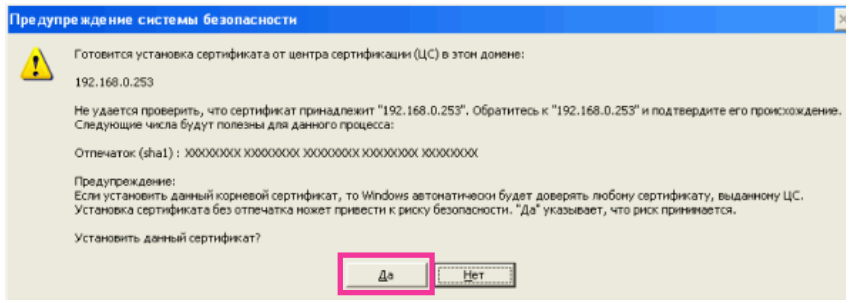 Предупреждение системы безопасности
Готовится установка сертификата от центра сертификации (ЦС) в этом домене:
192.168.0.253
Не удается проверить, что сертификат принадлежит "192.168.0.253". Обратитесь к "192.168.0.253" и подтвердите его происхождение.
Следующие числа будут полезны для данного процесса:
Отпечаток (sha1) : XXXXXXXX XXXXXXXX XXXXXXXX XXXXXXXX XXXXXXXX
Предупреждение:
Если установить данный корневой сертификат, то Windows автоматически будет доверять любому сертификату, выданному ЦС.
Установка сертификата без отпечатка может привести к риску безопасности. "Да" указывает, что риск принимается.
Установить данный сертификат?
Да
Нет